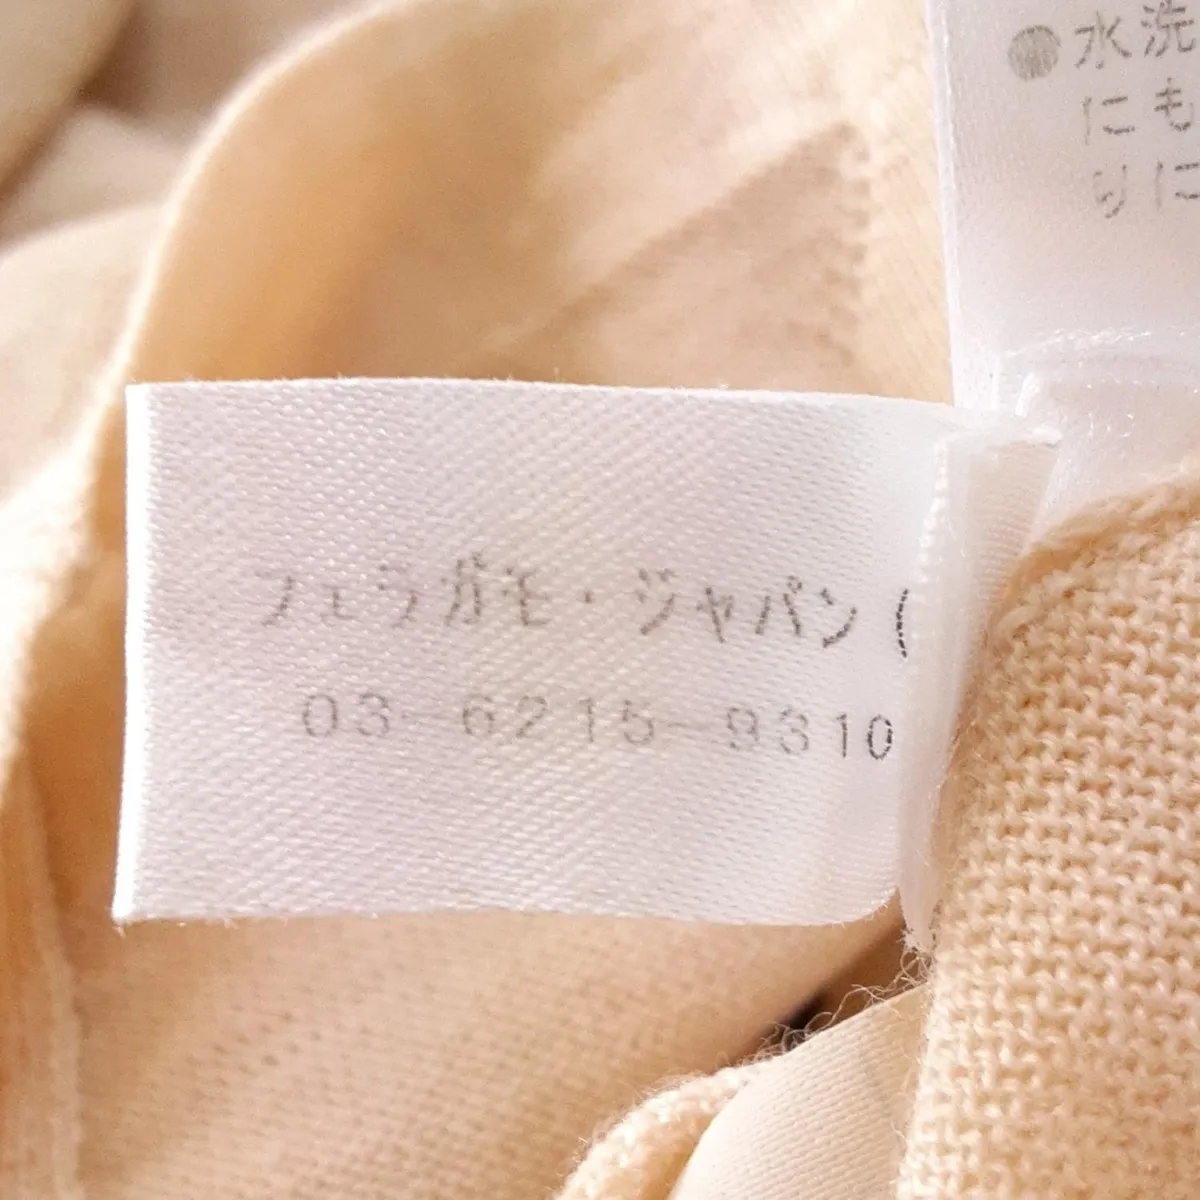 フェラガモ・ジャパン（
03-6215-9310
●水洗
にも
りに